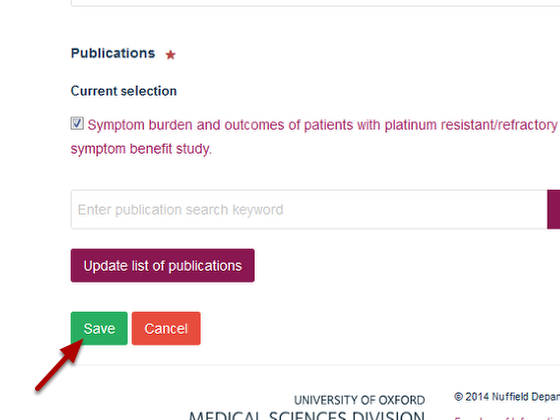 Publications ★
Current selection
Symptom burden and outcomes of patients with platinum resistant/refractory
symptom benefit study.
Enter publication search keyword
Update list of publications
Save Cancel
UNIVERSITY OF OXFORD
MEDICAL SCIENCES DIVISION
© 2014 Nuffield Depar